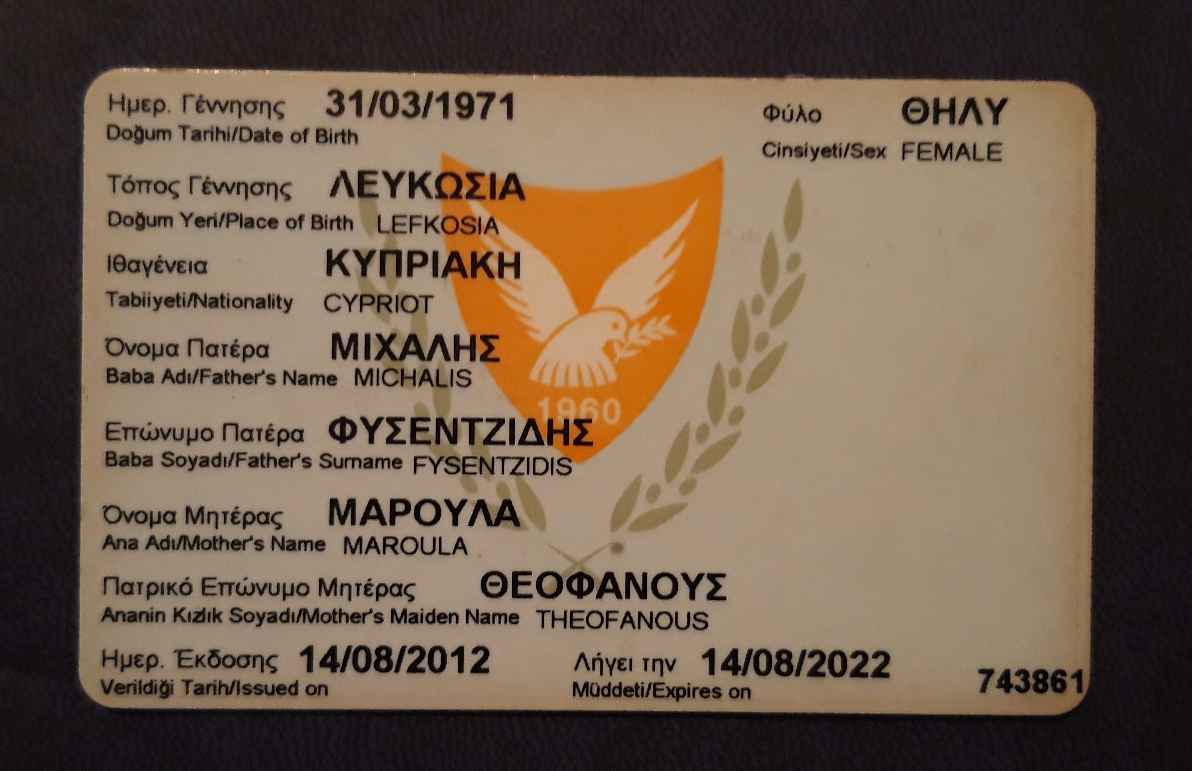 Ημερ. Γέννησης 31/03/1971 Φύλο ΘΗΛΥ
Doğum Tarihi/Date of Birth Cinsiyeti/Sex FEMALE
Τόπος Γέννησης ΛΕΥΚΩΣΙΑ
Doğum Yeri/Place of Birth LEFKOSIA
Ιθαγένεια ΚΥΠΡΙΑΚΗ
Tabiiyeti/Nationality CYPRIOT
Όνομα Πατέρα ΜΙΧΑΛΗΣ
Baba Adı/Father's Name MICHALIS
1960
Επώνυμο Πατέρα ΦΥΣΕΝΤΖΙΔΗΣ
Baba Soyadı/Father's Surname FYSENTZIDIS
Όνομα Μητέρας ΜΑΡΟΥΛΑ
Ana Adı/Mother's Name MAROULA
Πατρικό Επώνυμο Μητέρας ΘΕΟΦΑΝΟΥΣ
Ananin Kızlık Soyadı/Mother's Maiden Name THEOFANOUS
Ημερ. Έκδοσης 14/08/2012 Λήγει την 14/08/2022
Verildiği Tarih/Issued on Müddeti/Expires on 743861